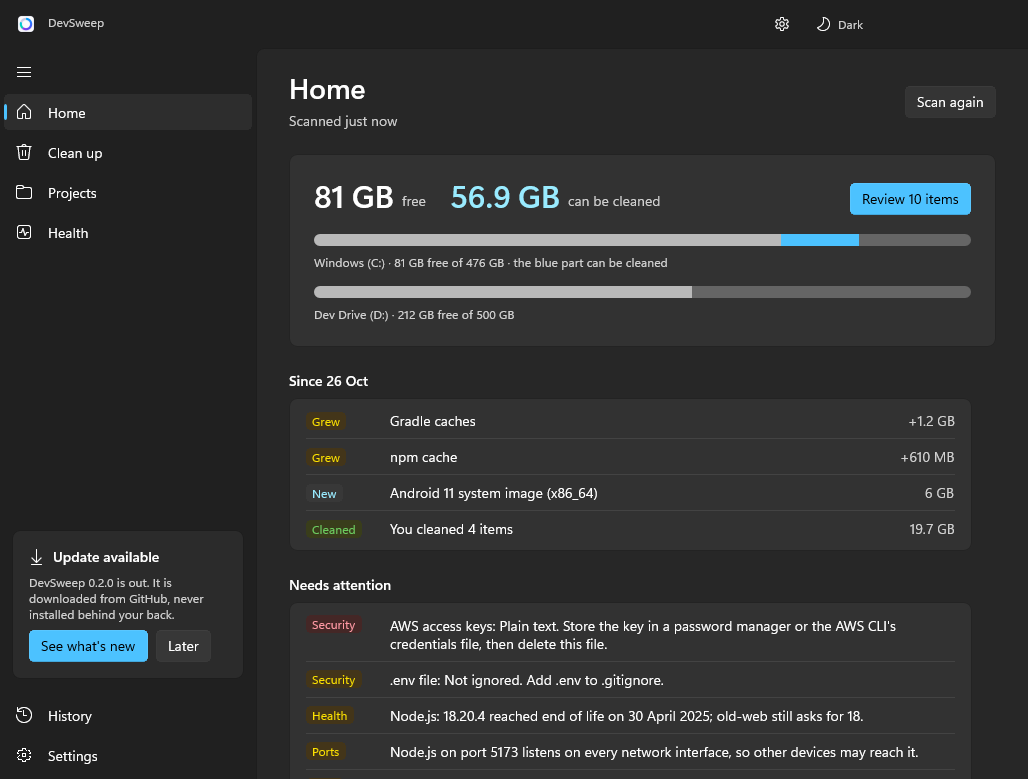 DevSweep
Dark
Home
Clean up
Projects
Health
Update available
DevSweep 0.2.0 is out. It is
downloaded from GitHub, never
installed behind your back.
See what's new
Later
History
Settings
Home
Scanned just now
Scan again
81 GB free 56.9 GB can be cleaned
Review 10 items
Windows (C:) · 81 GB free of 476 GB · the blue part can be cleaned
Dev Drive (D:) · 212 GB free of 500 GB
Since 26 Oct
Grew Gradle caches +1.2 GB
Grew npm cache +610 MB
New Android 11 system image (x86_64) 6 GB
Cleaned You cleaned 4 items 19.7 GB
Needs attention
Security AWS access keys: Plain text. Store the key in a password manager or the AWS CLI's
credentials file, then delete this file.
Security .env file: Not ignored. Add .env to .gitignore.
Health Node.js: 18.20.4 reached end of life on 30 April 2025; old-web still asks for 18.
Ports Node.js on port 5173 listens on every network interface, so other devices may reach it.